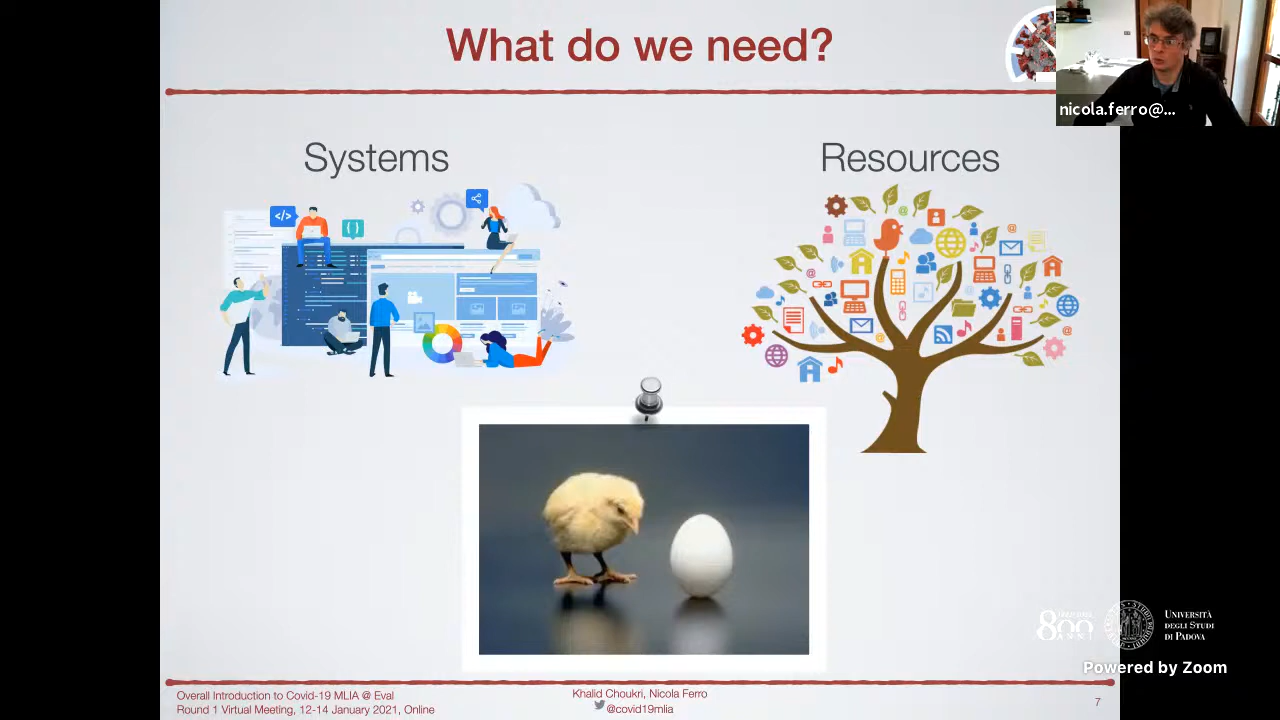 What do we need?
nicola.ferro@...
Systems
Resources
</>
{ }
800
ANNI
UNIVERSITÀ
DEGLI STUDI
DI PADOVA
Powered by Zoom
Overall Introduction to Covid-19 MLIA @ Eval
Round 1 Virtual Meeting, 12-14 January 2021, Online
Khalid Choukri, Nicola Ferro
@covid19mlia
7